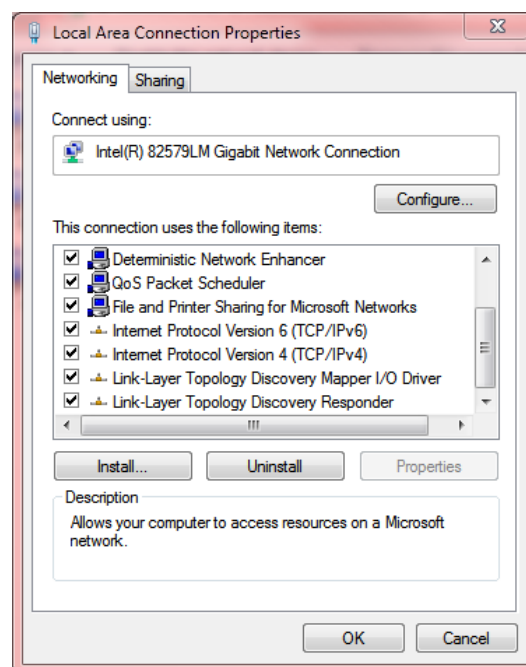 Local Area Connection Properties
Networking
Sharing
Connect using:
Intel(R) 82579LM Gigabit Network Connection
Configure...
This connection uses the following items:
Deterministic Network Enhancer
QoS Packet Scheduler
File and Printer Sharing for Microsoft Networks
Internet Protocol Version 6 (TCP/IPv6)
Internet Protocol Version 4 (TCP/IPv4)
Link-Layer Topology Discovery Mapper I/O Driver
Link-Layer Topology Discovery Responder
Install...
Uninstall
Properties
Description
Allows your computer to access resources on a Microsoft
network.
OK
Cancel